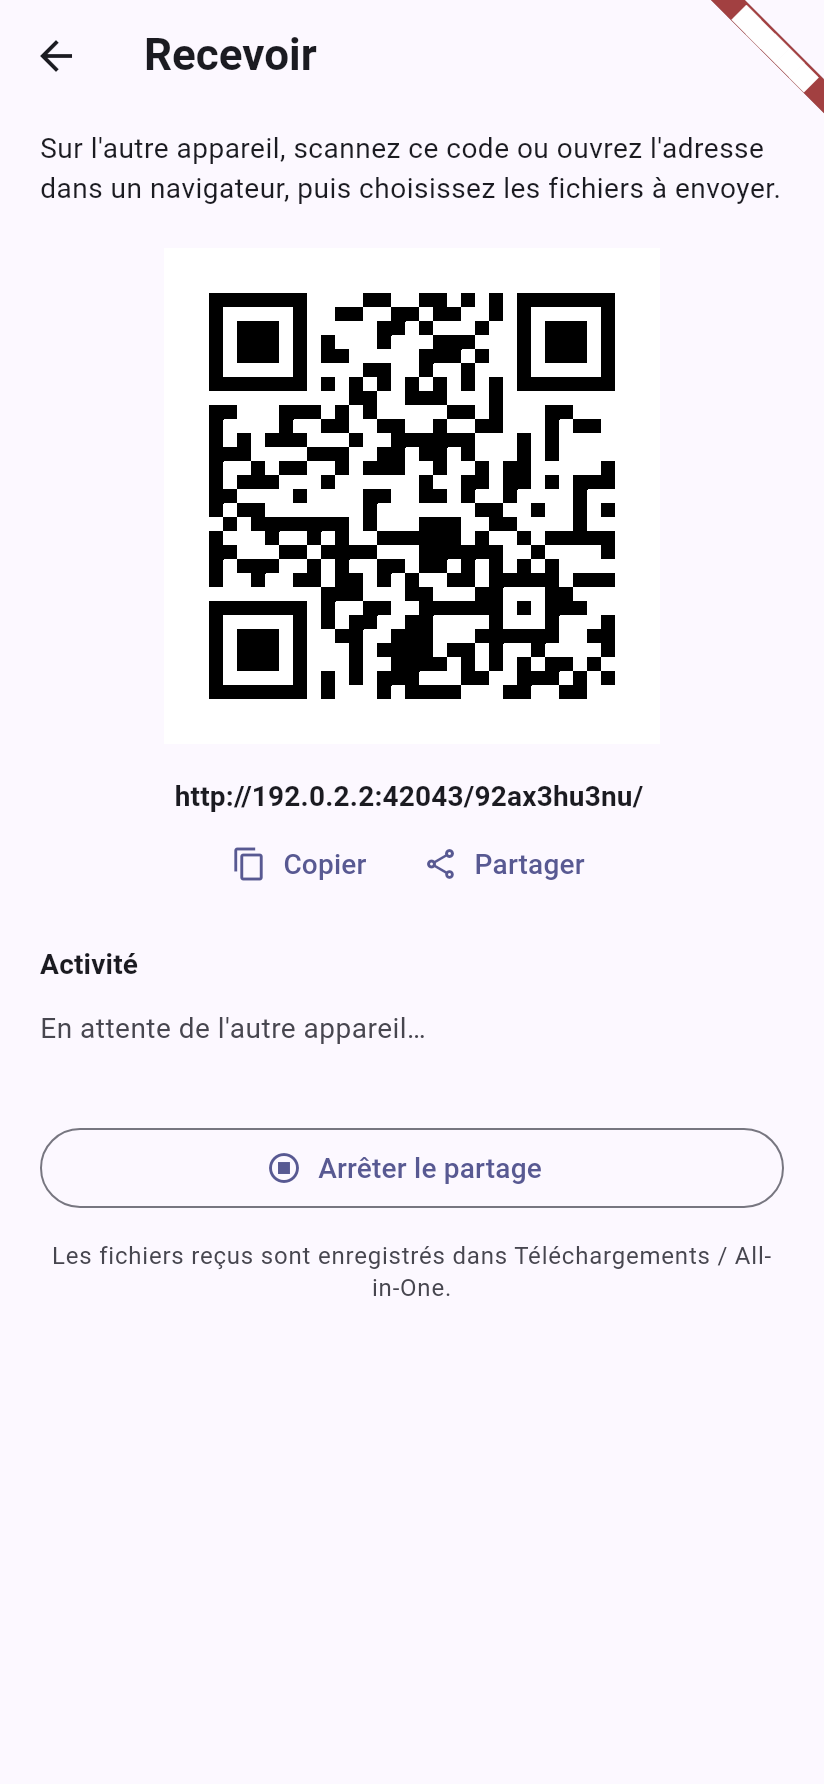 Recevoir
Sur l'autre appareil, scannez ce code ou ouvrez l'adresse
dans un navigateur, puis choisissez les fichiers à envoyer.
http://192.0.2.2:42043/92ax3hu3nu/
Copier
Partager
Activité
En attente de l'autre appareil…
Arrêter le partage
Les fichiers reçus sont enregistrés dans Téléchargements / All-
in-One.